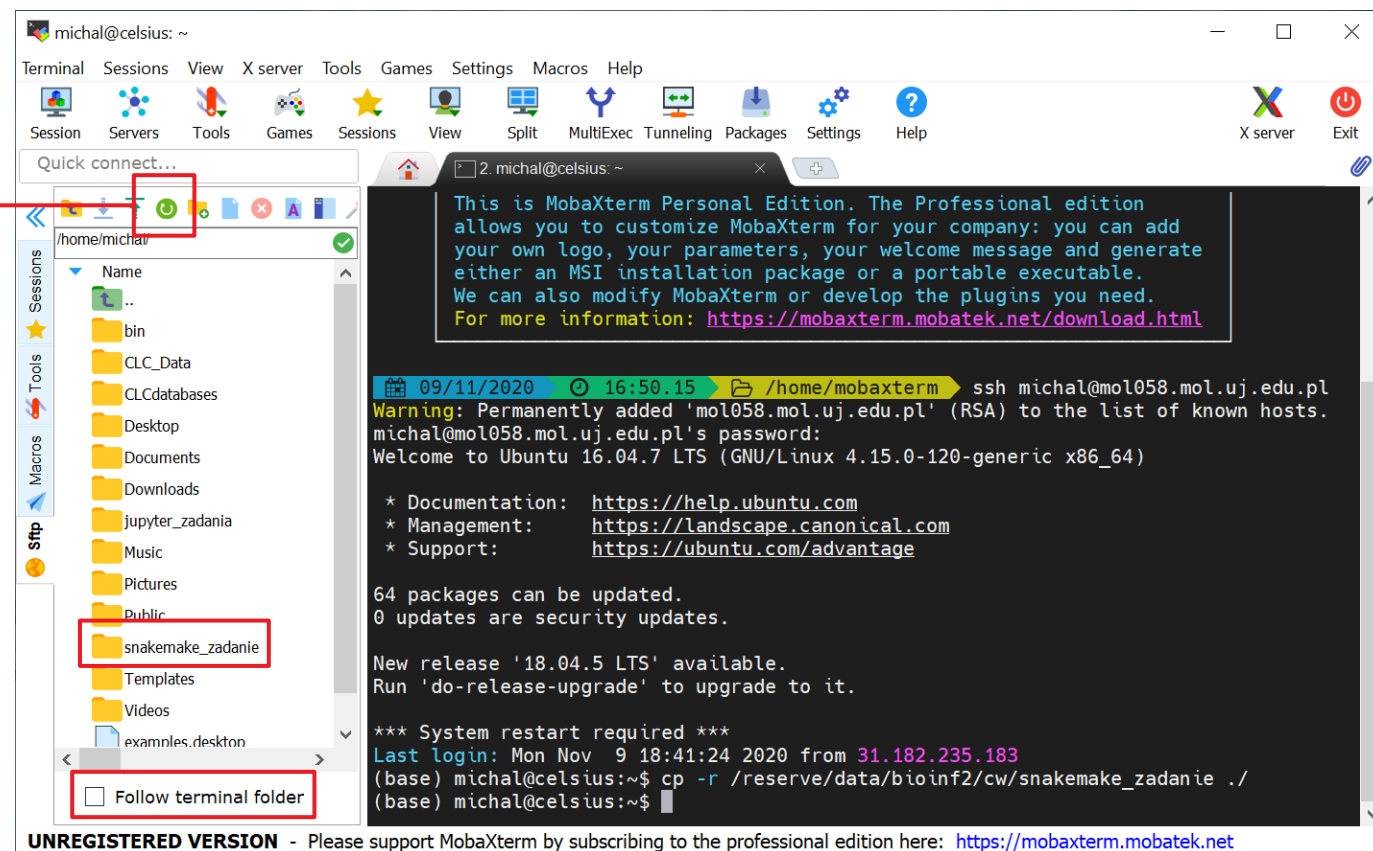 michal@celsius: ~
Terminal Sessions View X server Tools Games Settings Macros Help
Session Servers Tools Games Sessions View Split MultiExec Tunneling Packages Settings Help X server Exit
Quick connect...
2. michal@celsius: ~
/home/michal/
Name
..
bin
CLC_Data
CLCdatabases
Desktop
Documents
Downloads
jupyter_zadania
Music
Pictures
Public
snakemake_zadanie
Templates
Videos
examples.desktop
Follow terminal folder
Sessions
Tools
Macros
Sftp
This is MobaXterm Personal Edition. The Professional edition
allows you to customize MobaXterm for your company: you can add
your own logo, your parameters, your welcome message and generate
either an MSI installation package or a portable executable.
We can also modify MobaXterm or develop the plugins you need.
For more information: https://mobaxterm.mobatek.net/download.html
09/11/2020 16:50.15 /home/mobaxterm ssh michal@mol058.mol.uj.edu.pl
Warning: Permanently added 'mol058.mol.uj.edu.pl' (RSA) to the list of known hosts.
michal@mol058.mol.uj.edu.pl's password:
Welcome to Ubuntu 16.04.7 LTS (GNU/Linux 4.15.0-120-generic x86_64)
* Documentation: https://help.ubuntu.com
* Management: https://landscape.canonical.com
* Support: https://ubuntu.com/advantage
64 packages can be updated.
0 updates are security updates.
New release '18.04.5 LTS' available.
Run 'do-release-upgrade' to upgrade to it.
*** System restart required ***
Last login: Mon Nov 9 18:41:24 2020 from 31.182.235.183
(base) michal@celsius:~$ cp -r /reserve/data/bioinf2/cw/snakemake_zadanie ./
(base) michal@celsius:~$
UNREGISTERED VERSION - Please support MobaXterm by subscribing to the professional edition here: https://mobaxterm.mobatek.net